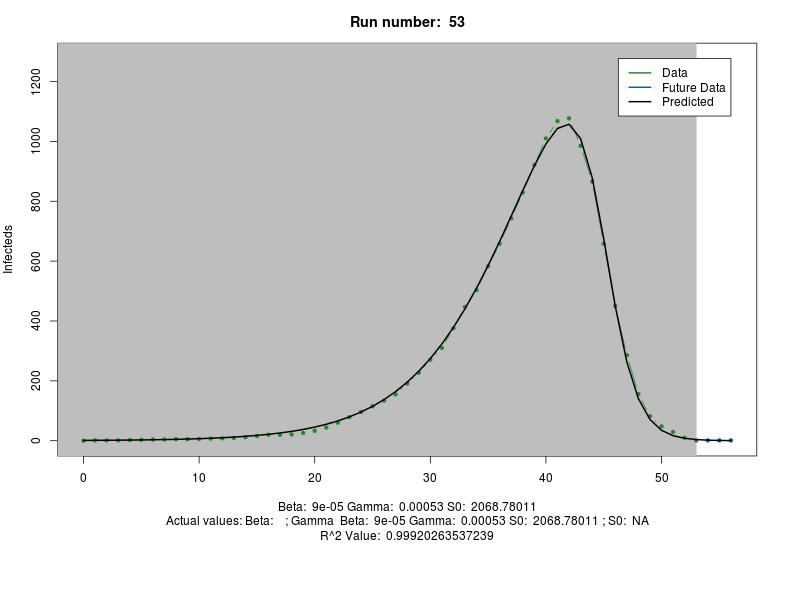 Run number: 53
1200
1000
800
600
400
200
0
Infecteds
Data
Future Data
Predicted
0 10 20 30 40 50
Beta: 9e-05 Gamma: 0.00053 S0: 2068.78011
Actual values: Beta: ; Gamma Beta: 9e-05 Gamma: 0.00053 S0: 2068.78011 ; S0: NA
R^2 Value: 0.99920263537239